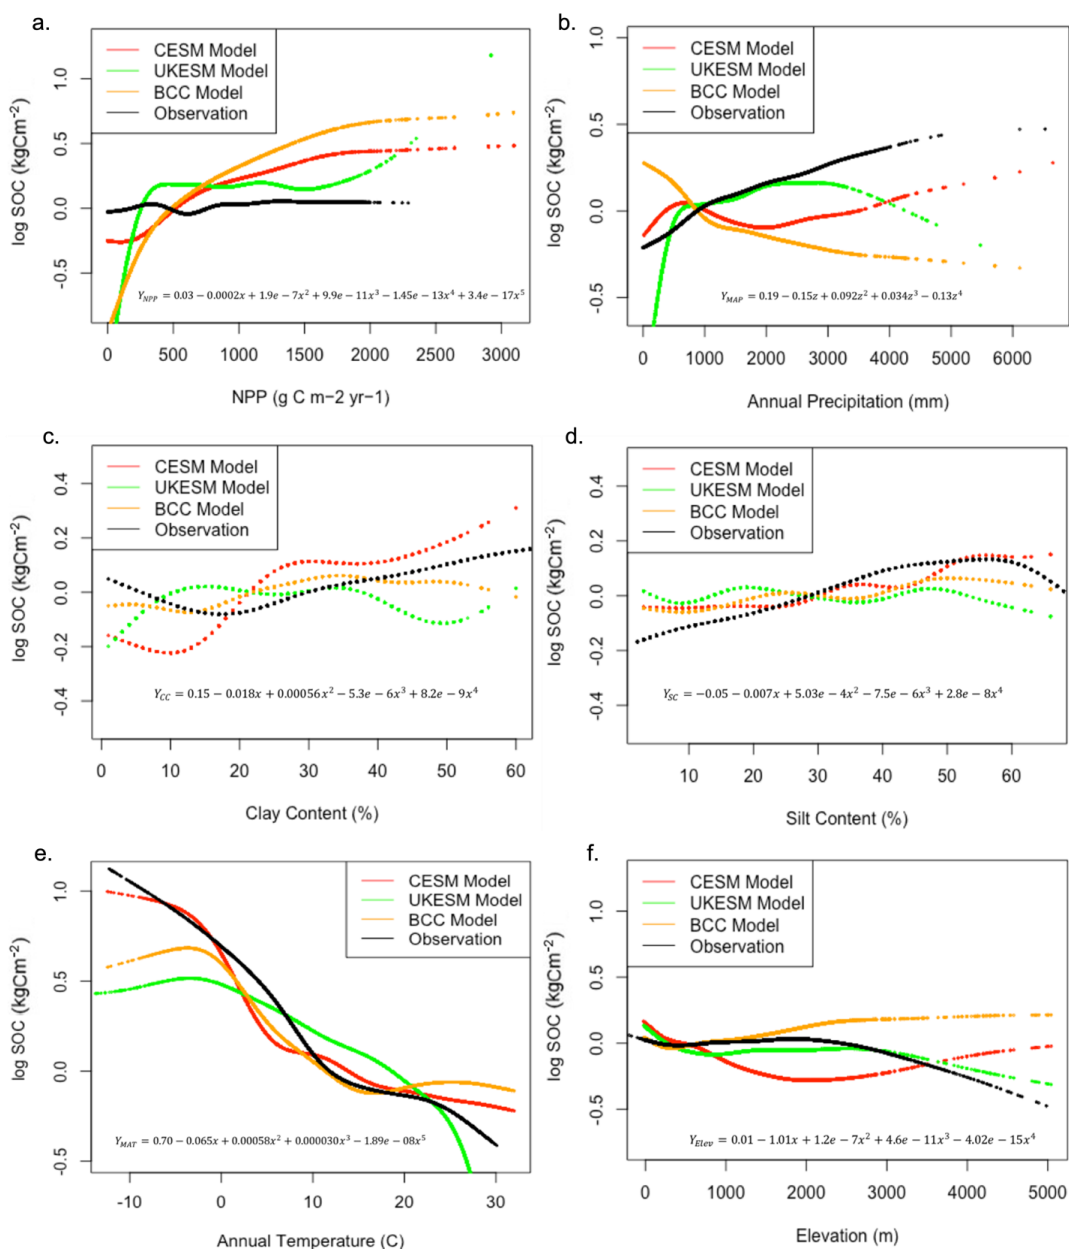 a.
CESM Model
UKESM Model
BCC Model
Observation
log SOC (kgCm⁻²)
1.0
0.5
0.0
-0.5
Y_NPP = 0.03 − 0.0002x + 1.9e − 7x² + 9.9e − 11x³ − 1.45e − 13x⁴ + 3.4e − 17x⁵
0 500 1000 1500 2000 2500 3000
NPP (g C m−2 yr−1)
b.
CESM Model
UKESM Model
BCC Model
Observation
log SOC (kgCm⁻²)
1.0
0.5
0.0
-0.5
Y_MAP = 0.19 − 0.15z + 0.092z² + 0.034z³ − 0.13z⁴
0 1000 2000 3000 4000 5000 6000
Annual Precipitation (mm)
c.
CESM Model
UKESM Model
BCC Model
Observation
log SOC (kgCm⁻²)
0.4
0.2
0.0
-0.2
-0.4
Y_CC = 0.15 − 0.018x + 0.00056x² − 5.3e − 6x³ + 8.2e − 9x⁴
0 10 20 30 40 50 60
Clay Content (%)
d.
CESM Model
UKESM Model
BCC Model
Observation
log SOC (kgCm⁻²)
0.4
0.2
0.0
-0.2
-0.4
Y_SC = −0.05 − 0.007x + 5.03e − 4x² − 7.5e − 6x³ + 2.8e − 8x⁴
10 20 30 40 50 60
Silt Content (%)
e.
CESM Model
UKESM Model
BCC Model
Observation
log SOC (kgCm⁻²)
1.0
0.5
0.0
-0.5
Y_MAT = 0.70 − 0.065x + 0.00058x² + 0.000030x³ − 1.89e − 08x⁵
-10 0 10 20 30
Annual Temperature (C)
f.
CESM Model
UKESM Model
BCC Model
Observation
log SOC (kgCm⁻²)
1.0
0.5
0.0
-0.5
Y_Elev = 0.01 − 1.01x + 1.2e − 7x² + 4.6e − 11x³ − 4.02e − 15x⁴
0 1000 2000 3000 4000 5000
Elevation (m)